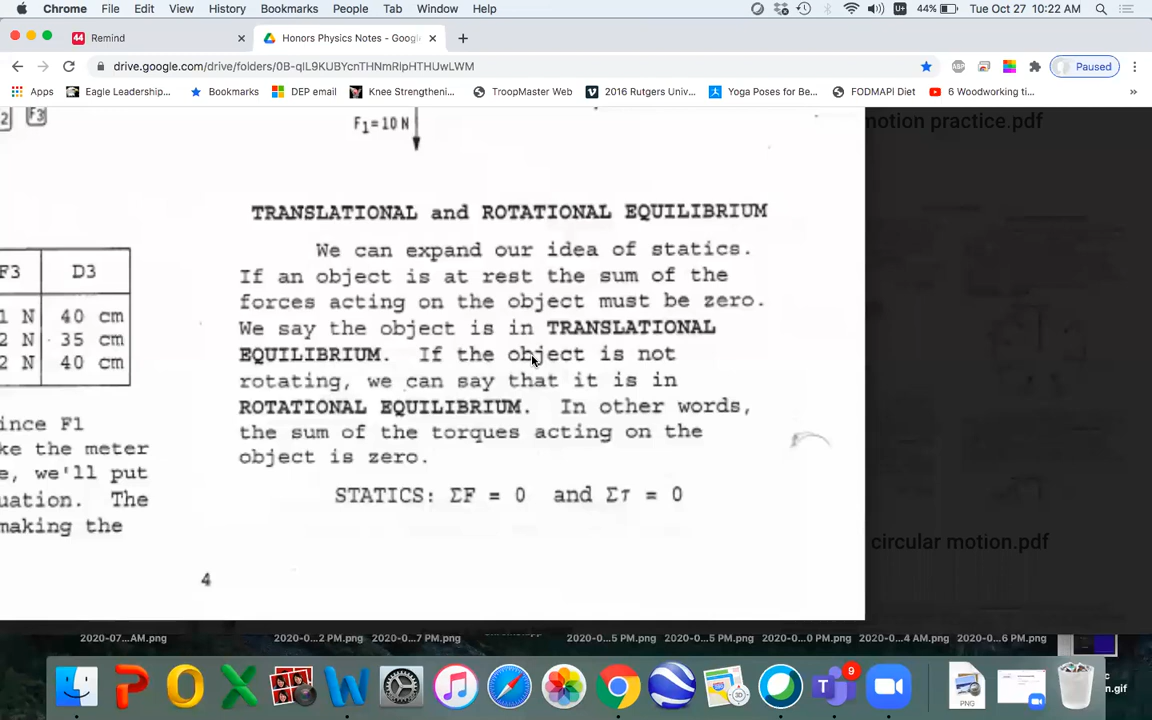 Chrome File Edit View History Bookmarks People Tab Window Help 44% Tue Oct 27 10:22 AM
Remind × Honors Physics Notes - Googl × +
drive.google.com/drive/folders/0B-qIL9KUBYcnTHNmRlpHTHUwLWM Paused
Apps Eagle Leadership... Bookmarks DEP email Knee Strengtheni... TroopMaster Web 2016 Rutgers Univ... Yoga Poses for Be... FODMAPI Diet 6 Woodworking ti... »
2 F3
F1=10 N
motion practice.pdf
TRANSLATIONAL and ROTATIONAL EQUILIBRIUM
We can expand our idea of statics.
If an object is at rest the sum of the
forces acting on the object must be zero.
We say the object is in TRANSLATIONAL
EQUILIBRIUM. If the object is not
rotating, we can say that it is in
ROTATIONAL EQUILIBRIUM. In other words,
the sum of the torques acting on the
object is zero.
STATICS: ΣF = 0 and Στ = 0
F3 D3
1 N 40 cm
2 N 35 cm
2 N 40 cm
ince F1
ke the meter
e, we'll put
uation. The
making the
4
circular motion.pdf
2020-07...AM.png 2020-0...2 PM.png 2020-0...7 PM.png 2020-0...5 PM.png 2020-0...5 PM.png 2020-0...0 PM.png 2020-0...4 AM.png 2020-0...6 PM.png
9
PNG
n.gif